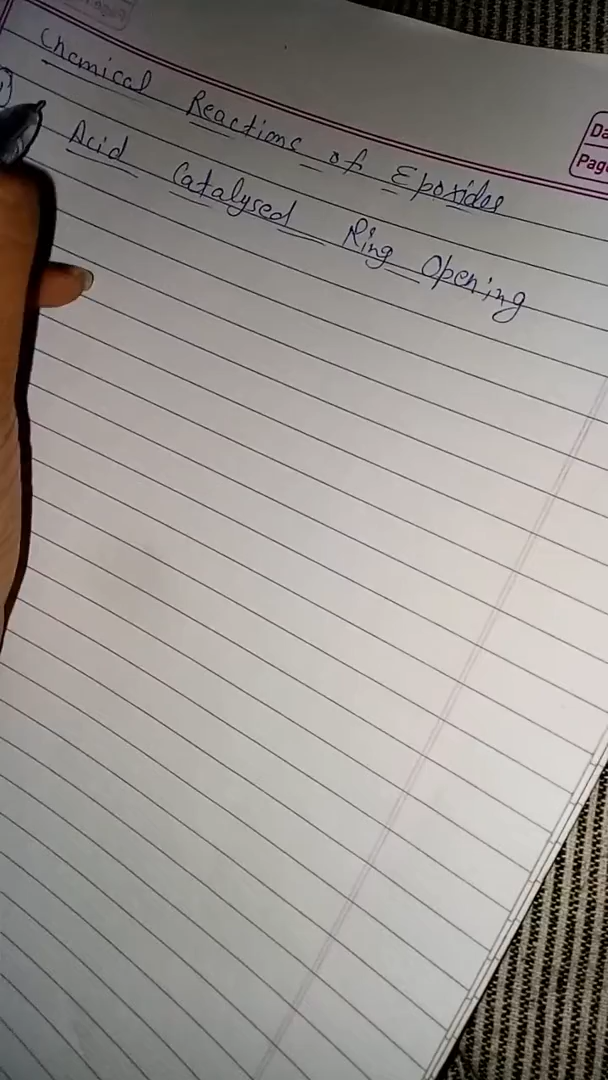 Chemical Reactions of Epoxides
Acid Catalysed Ring Opening